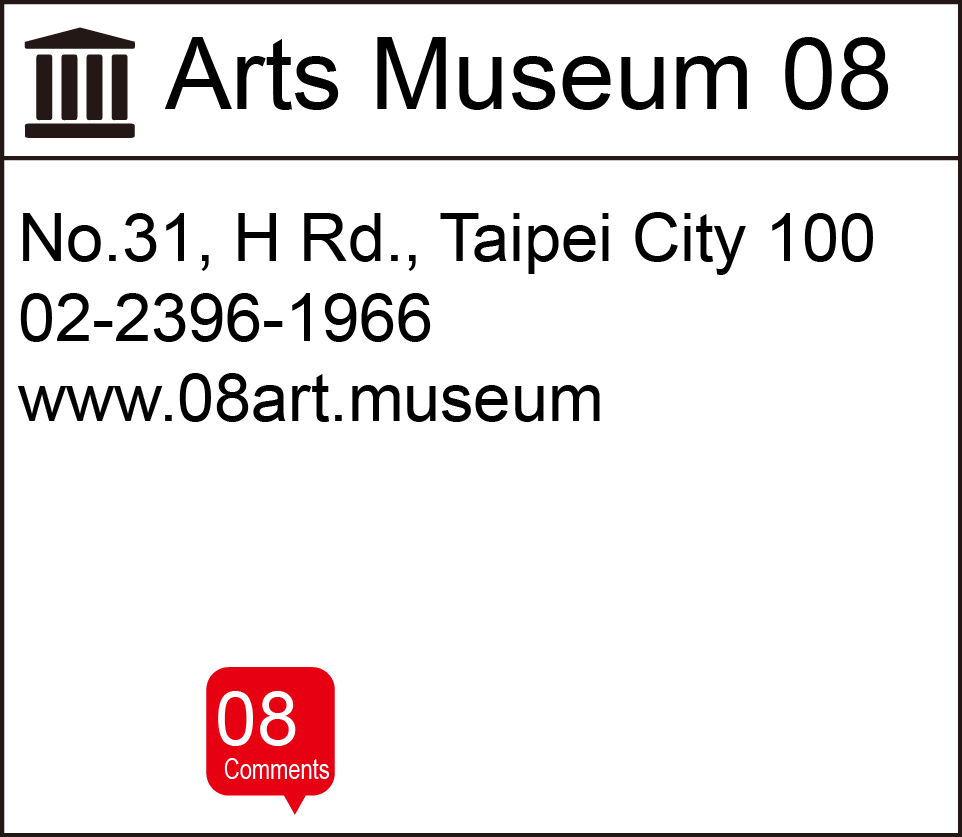 Arts Museum 08
No.31, H Rd., Taipei City 100
02-2396-1966
www.08art.museum
08
Comments